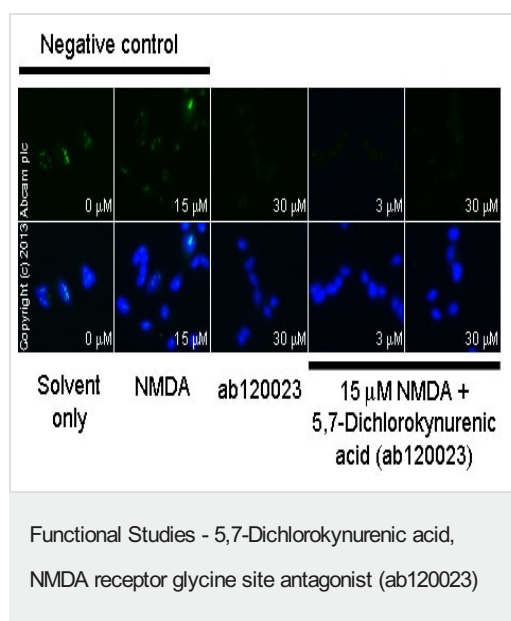 Negative control
Copyright (c) 2013 Abcam plc
0 µM
15 µM
30 µM
3 µM
30 µM
0 µM
15 µM
30 µM
3 µM
30 µM
Solvent only
NMDA
ab120023
15 µM NMDA +
5,7-Dichlorokynurenic
acid (ab120023)
Functional Studies - 5,7-Dichlorokynurenic acid,
NMDA receptor glycine site antagonist (ab120023)